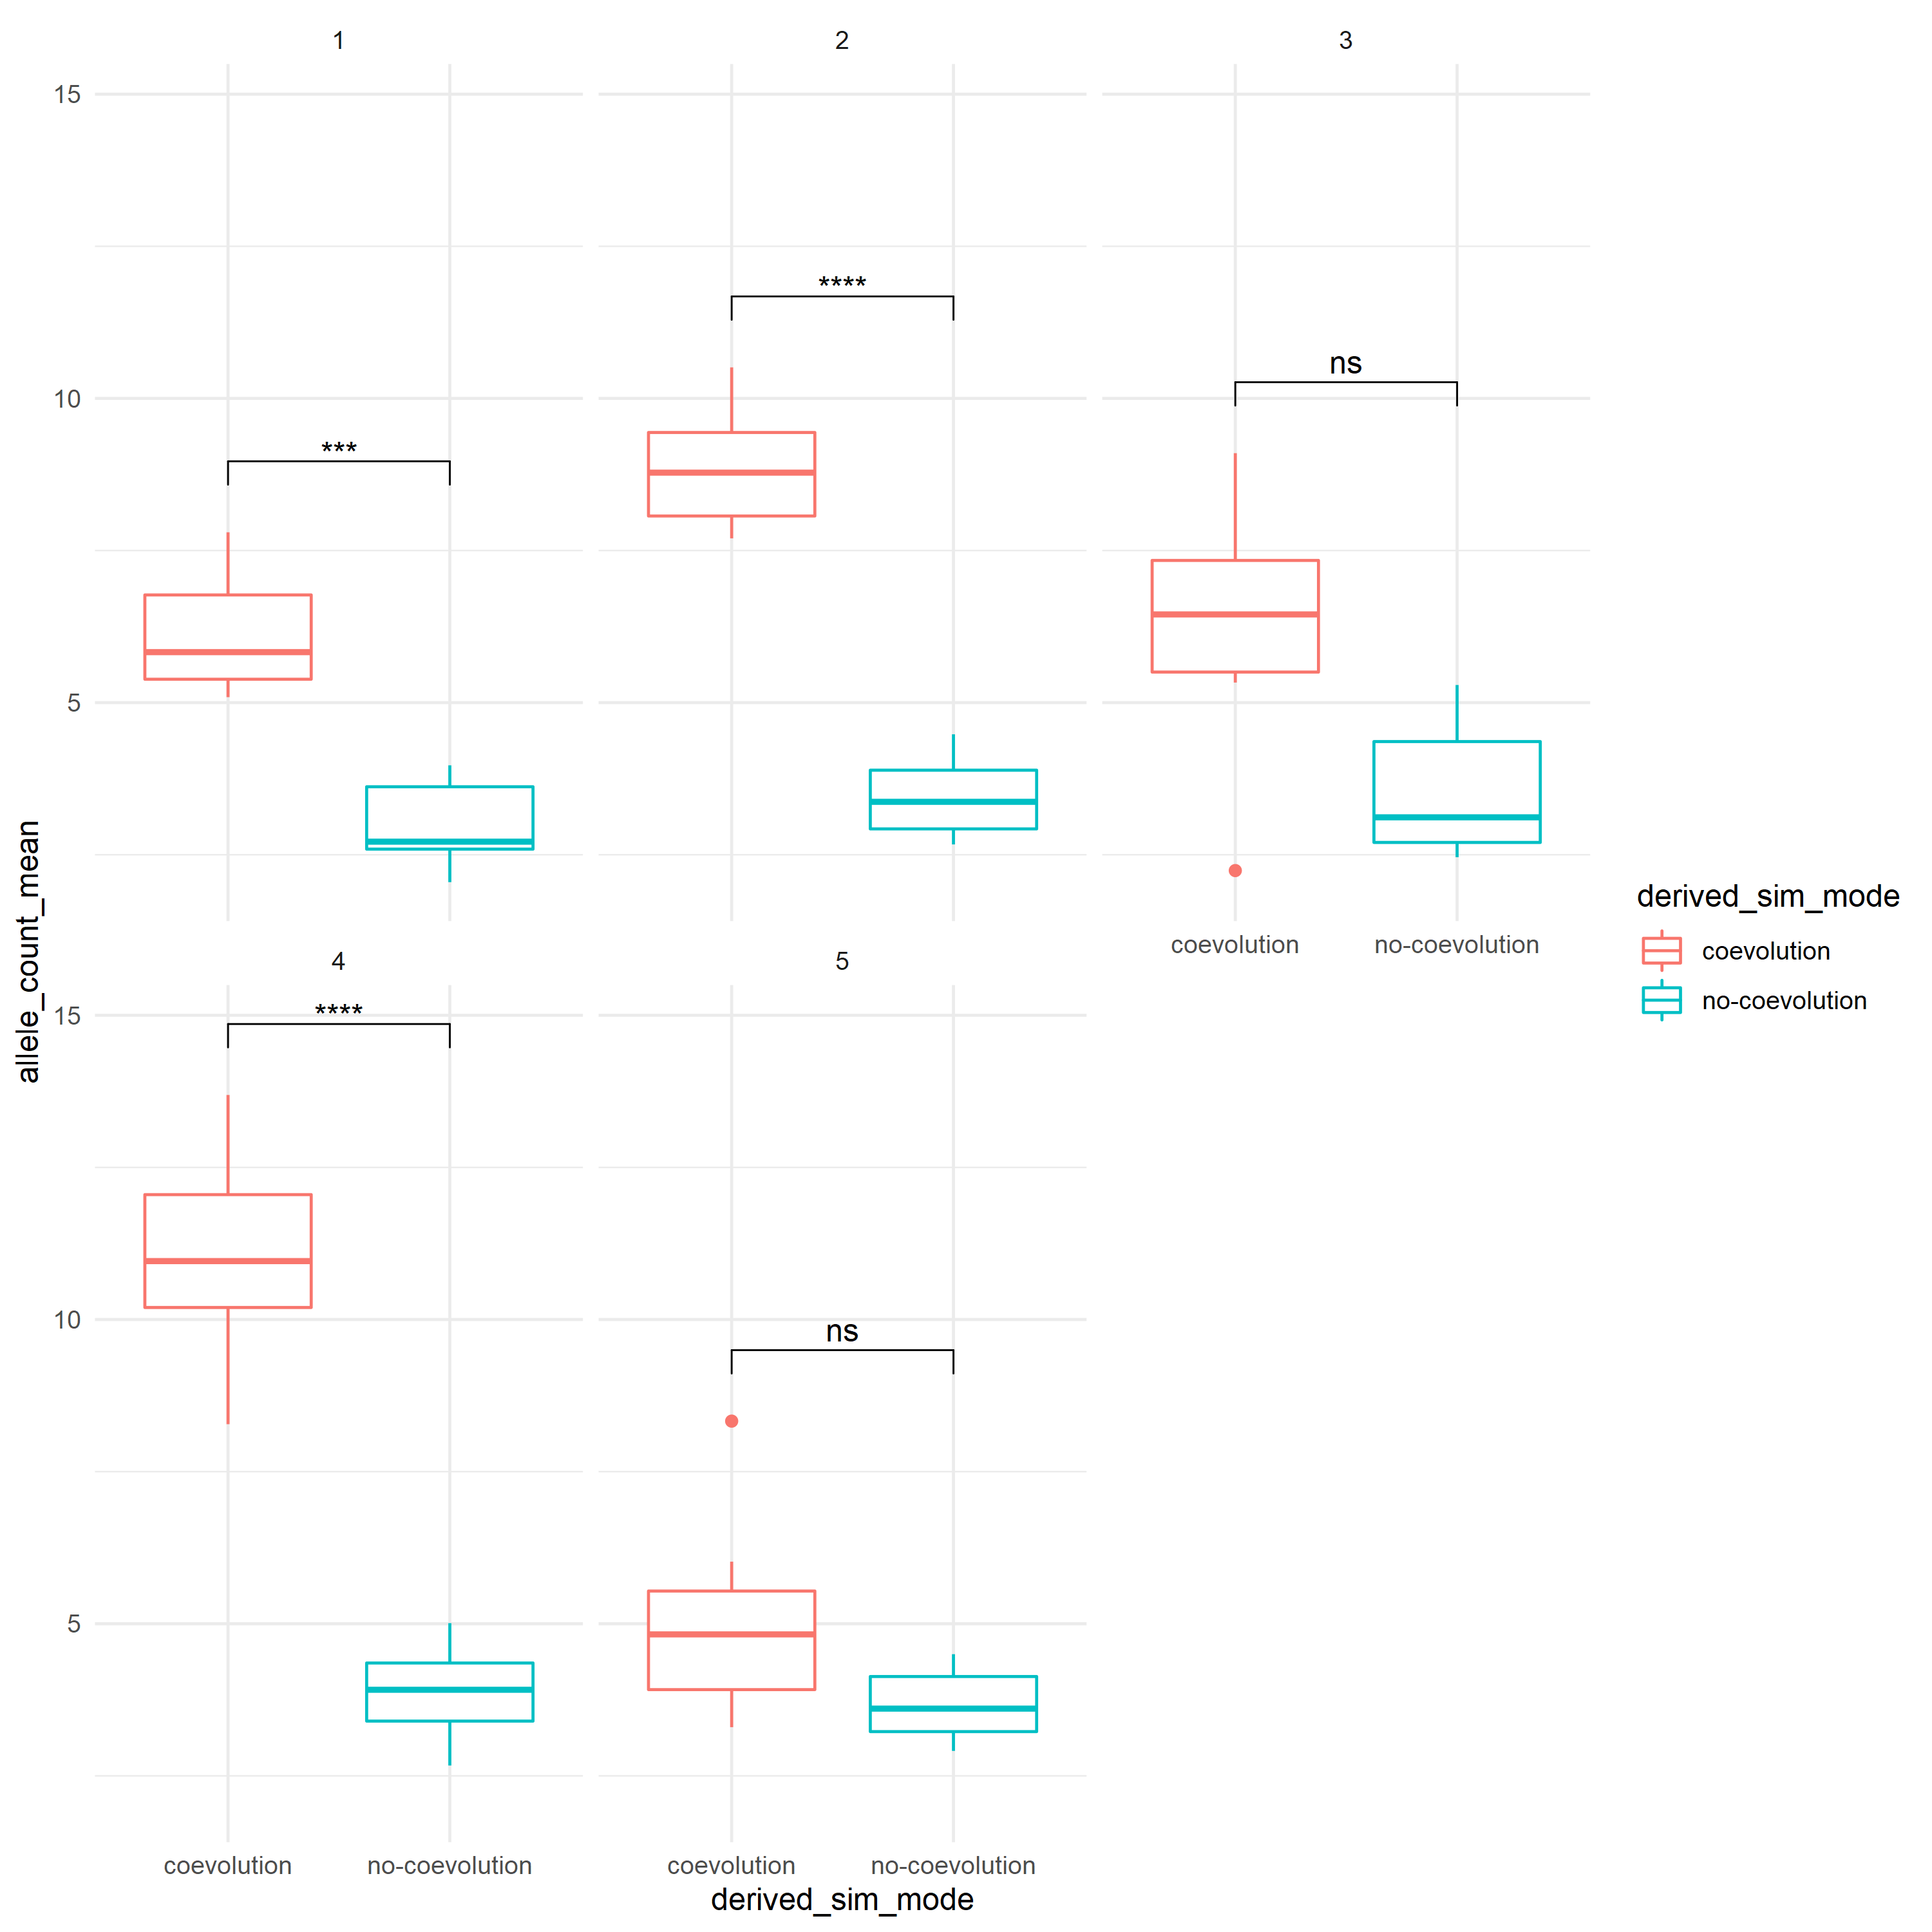 1 2 3
15
****
ns
10
***
5
coevolution no-coevolution
allele_count_mean
derived_sim_mode
coevolution
no-coevolution
4 5
15
****
10
ns
5
coevolution no-coevolution coevolution no-coevolution
derived_sim_mode